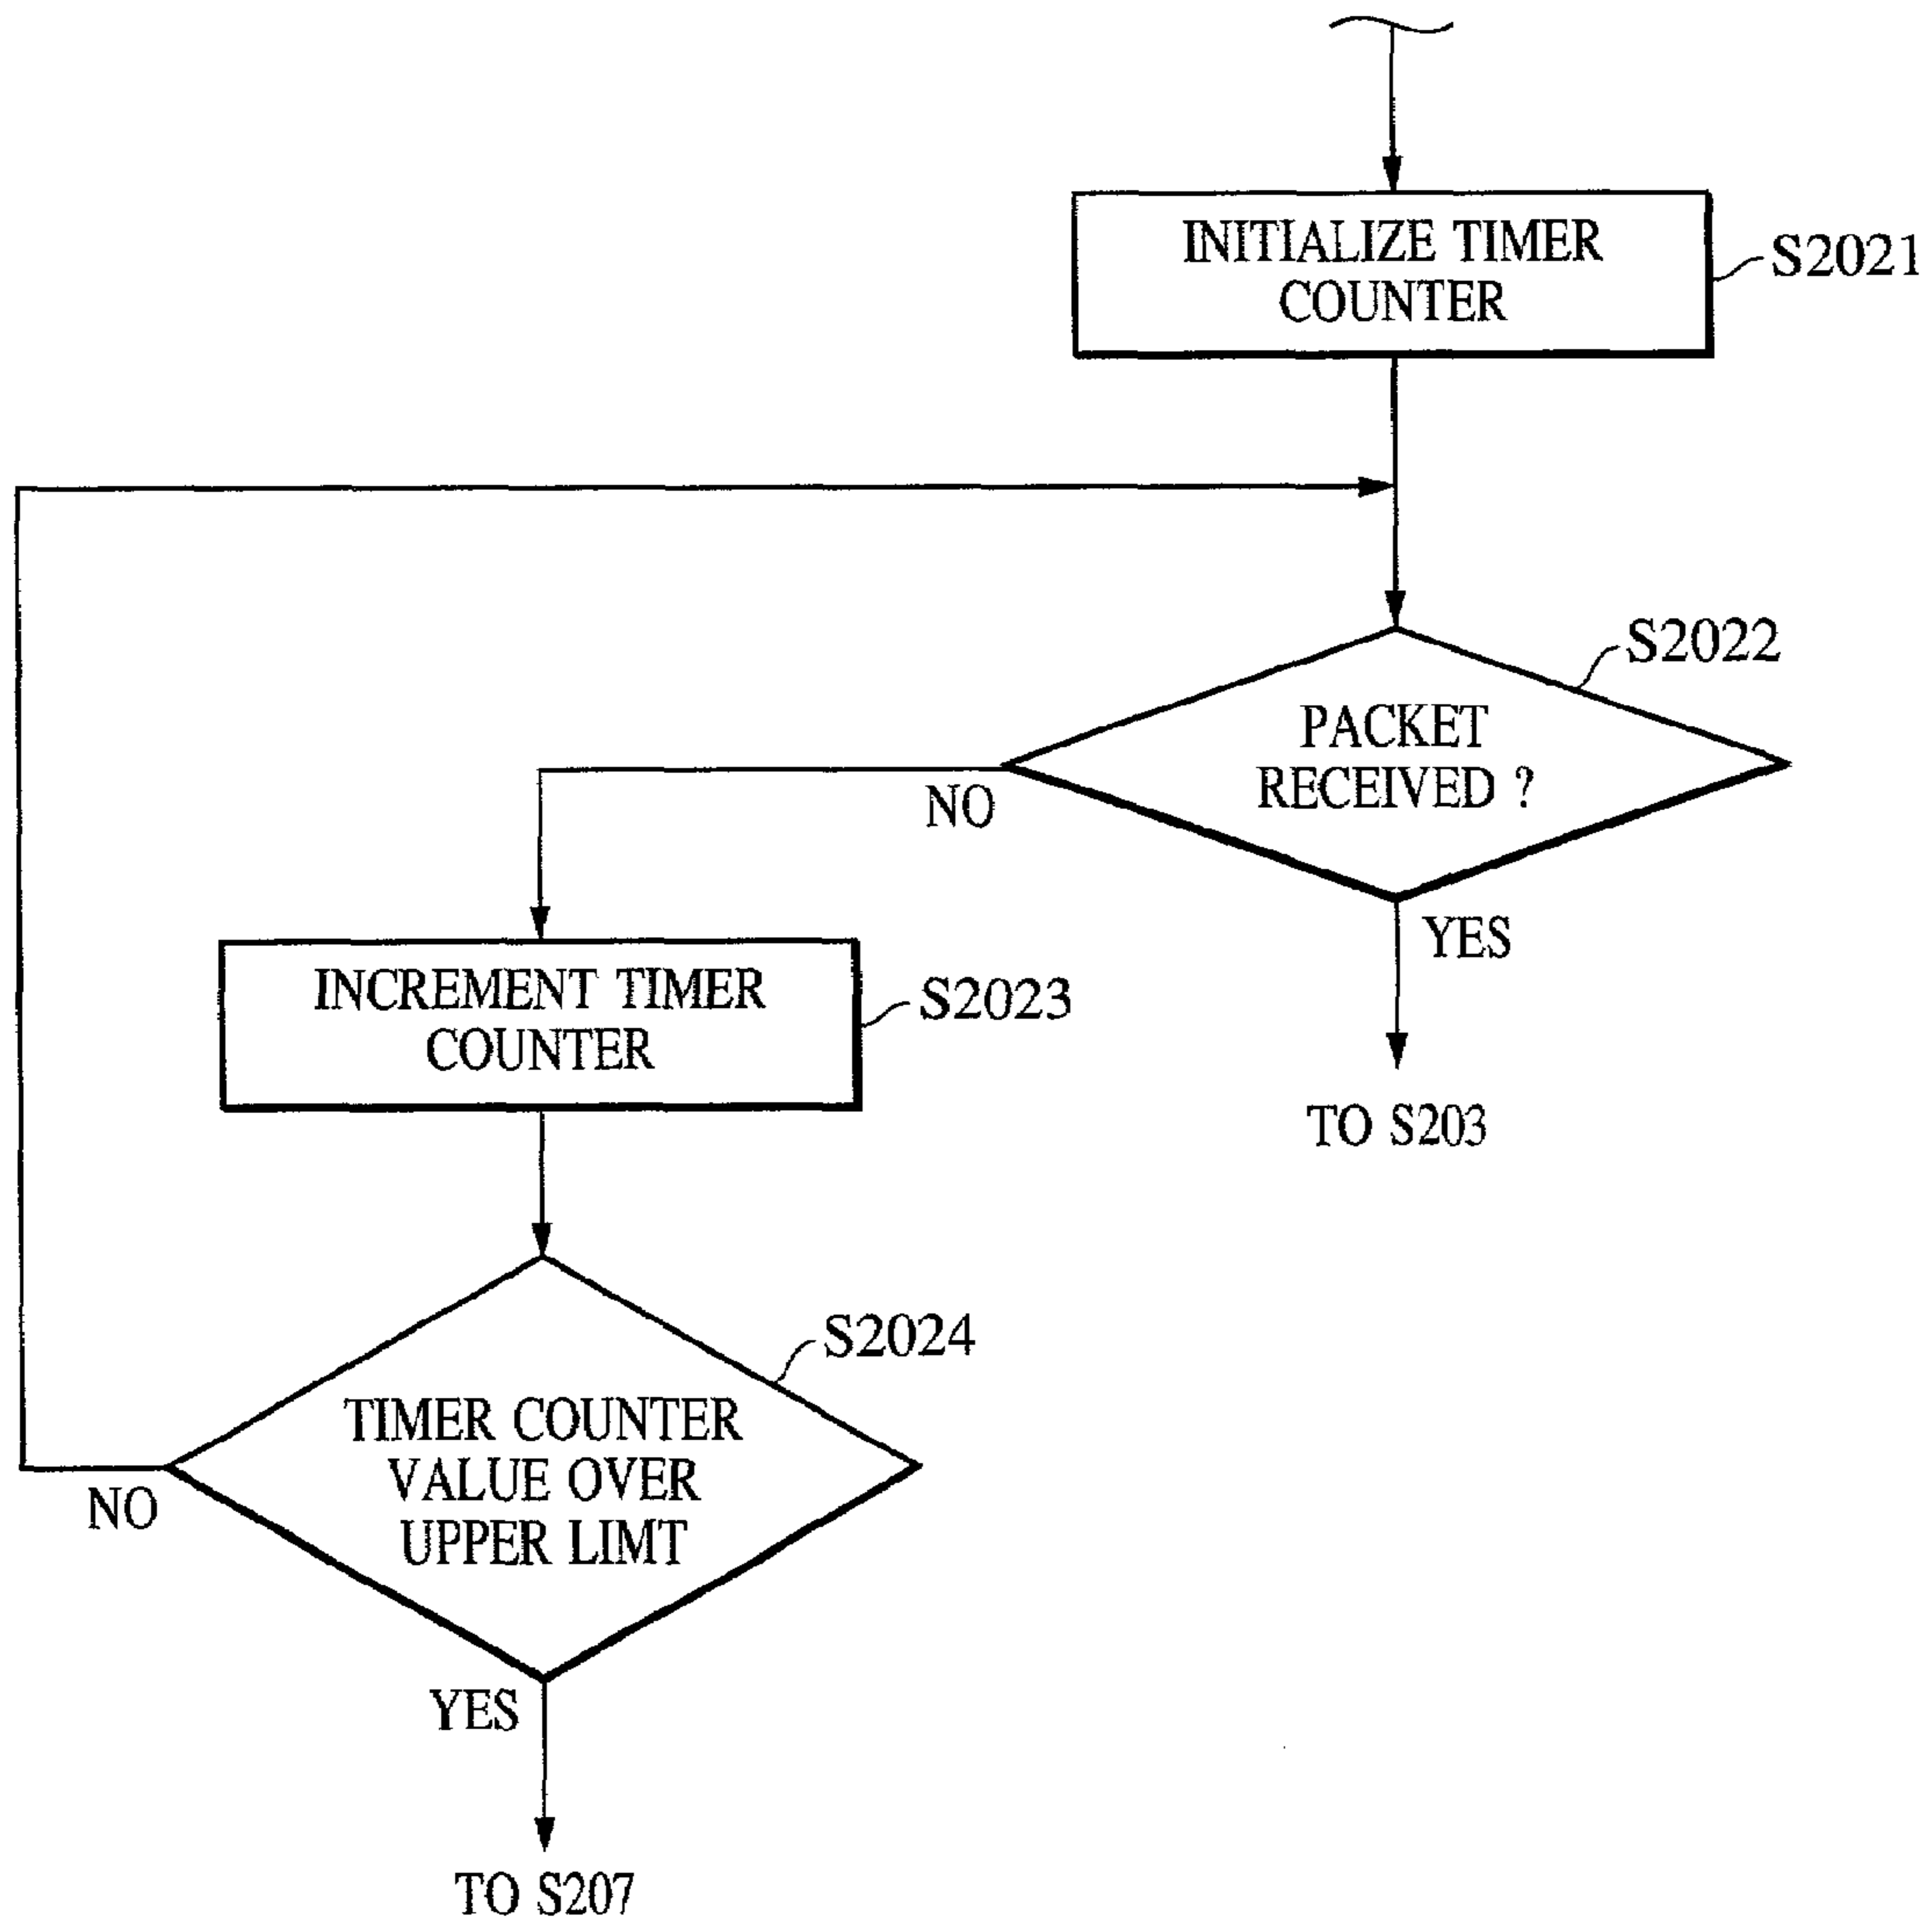 INITIALIZE TIMER
COUNTER
S2021
S2022
PACKET
RECEIVED ?
NO
YES
INCREMENT TIMER
COUNTER
S2023
TO S203
S2024
TIMER COUNTER
VALUE OVER
UPPER LIMT
NO
YES
TO S207